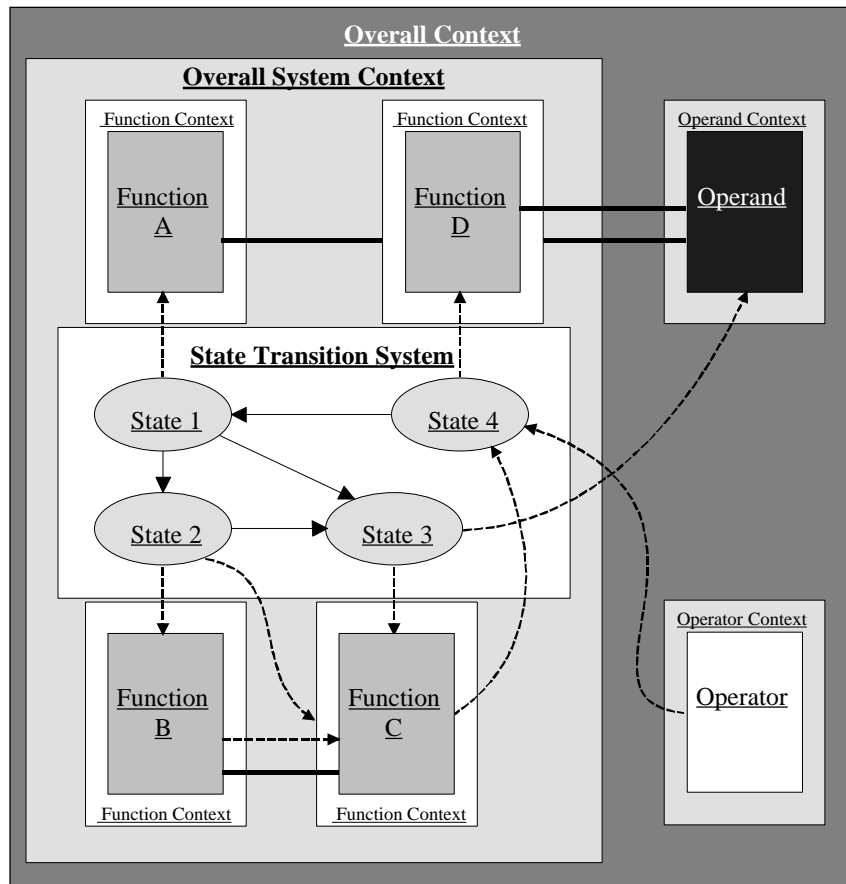 Overall Context
Overall System Context
Function Context
Function Context
Operand Context
Function
A
Function
D
Operand
State Transition System
State 1
State 4
State 2
State 3
Operator Context
Function
B
Function
C
Operator
Function Context
Function Context